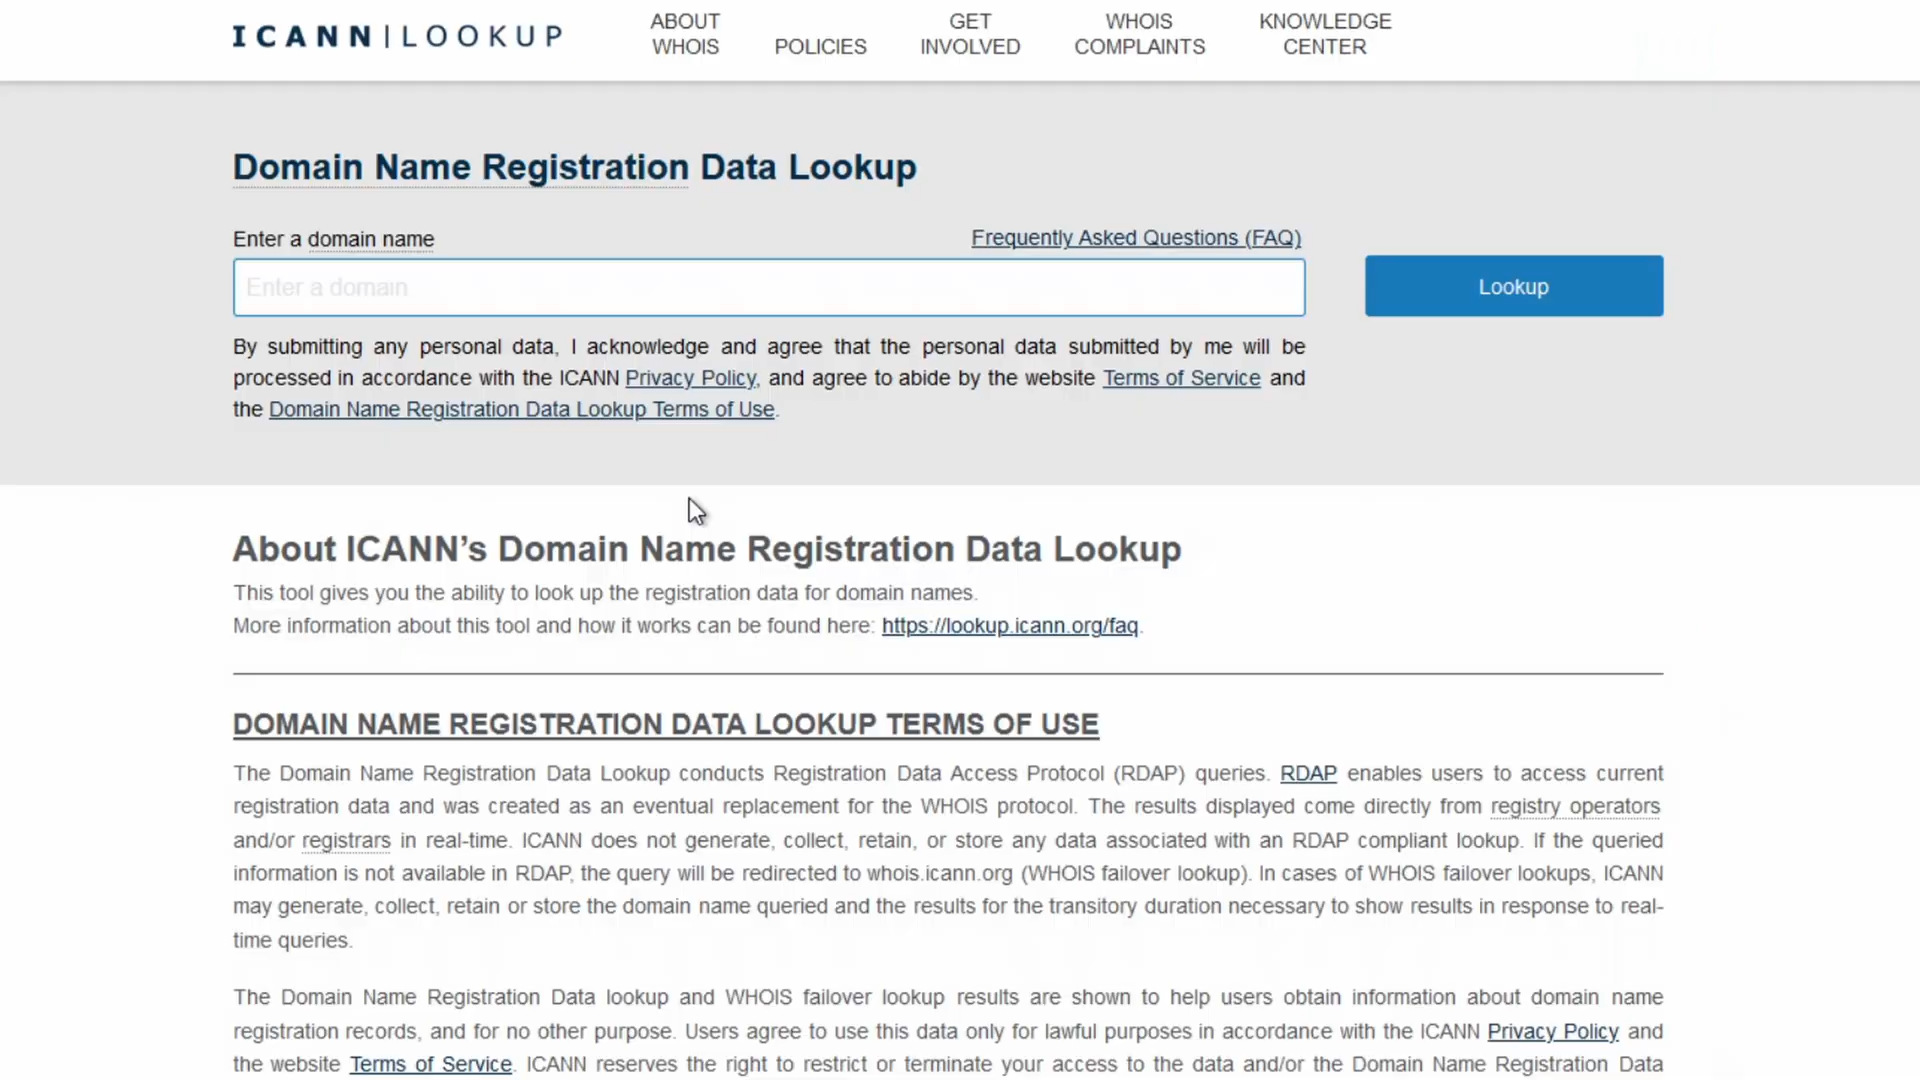 ICANN|LOOKUP
ABOUT WHOIS
POLICIES
GET INVOLVED
WHOIS COMPLAINTS
KNOWLEDGE CENTER
Domain Name Registration Data Lookup
Enter a domain name
Frequently Asked Questions (FAQ)
Enter a domain
Lookup
By submitting any personal data, I acknowledge and agree that the personal data submitted by me will be
processed in accordance with the ICANN Privacy Policy, and agree to abide by the website Terms of Service and
the Domain Name Registration Data Lookup Terms of Use.
About ICANN’s Domain Name Registration Data Lookup
This tool gives you the ability to look up the registration data for domain names.
More information about this tool and how it works can be found here: https://lookup.icann.org/faq.
DOMAIN NAME REGISTRATION DATA LOOKUP TERMS OF USE
The Domain Name Registration Data Lookup conducts Registration Data Access Protocol (RDAP) queries. RDAP enables users to access current
registration data and was created as an eventual replacement for the WHOIS protocol. The results displayed come directly from registry operators
and/or registrars in real-time. ICANN does not generate, collect, retain, or store any data associated with an RDAP compliant lookup. If the queried
information is not available in RDAP, the query will be redirected to whois.icann.org (WHOIS failover lookup). In cases of WHOIS failover lookups, ICANN
may generate, collect, retain or store the domain name queried and the results for the transitory duration necessary to show results in response to real-
time queries.
The Domain Name Registration Data lookup and WHOIS failover lookup results are shown to help users obtain information about domain name
registration records, and for no other purpose. Users agree to use this data only for lawful purposes in accordance with the ICANN Privacy Policy and
the website Terms of Service. ICANN reserves the right to restrict or terminate your access to the data and/or the Domain Name Registration Data